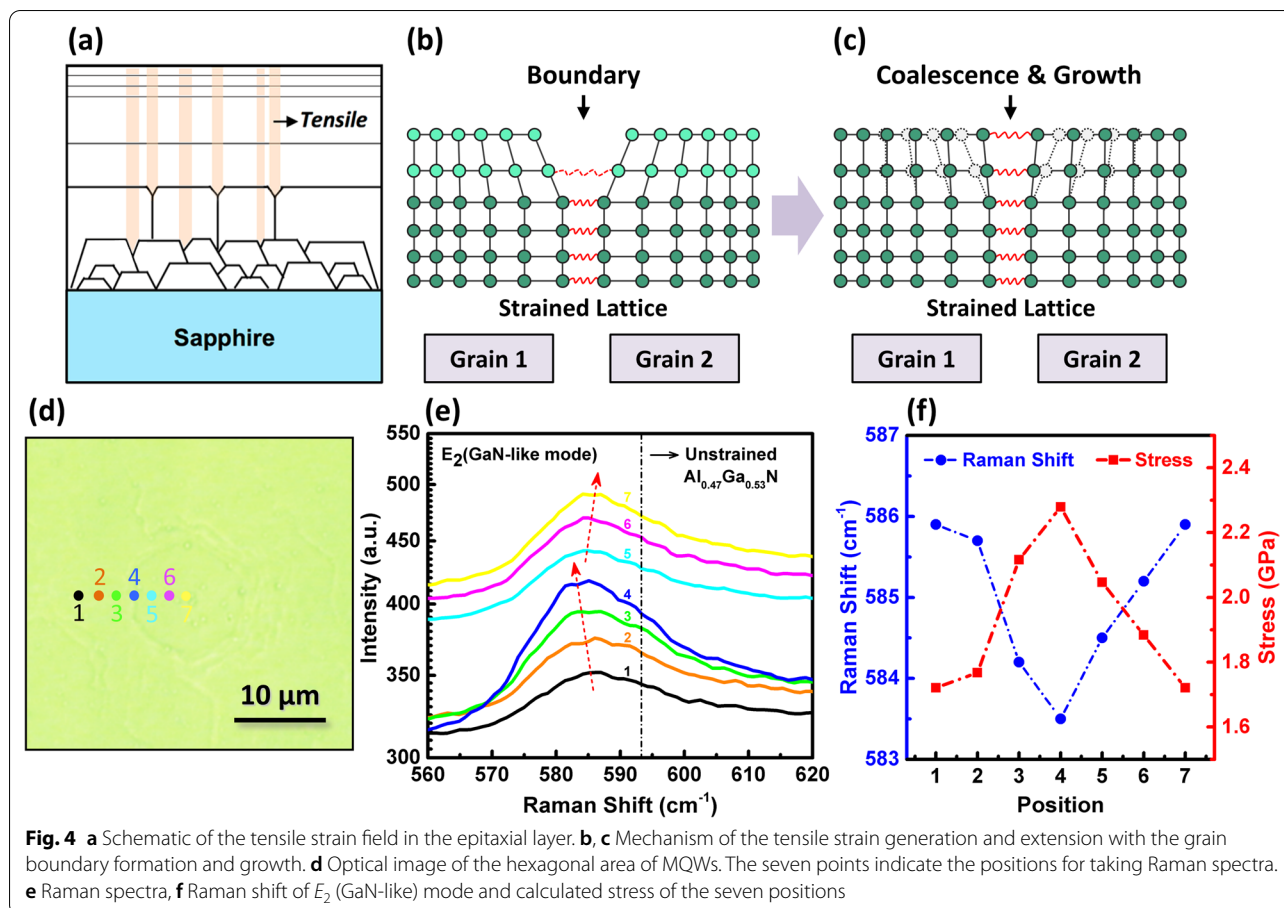 (a)
Tensile
Sapphire
(b)
Boundary
Strained Lattice
Grain 1
Grain 2
(c)
Coalescence & Growth
Strained Lattice
Grain 1
Grain 2
(d)
2 4 6
1 3 5 7
10 μm
(e)
550
500
450
400
350
300
Intensity (a.u.)
E₂(GaN-like mode)
Unstrained
Al₀.₄₇Ga₀.₅₃N
7
6
5
4
3
2
1
560 570 580 590 600 610 620
Raman Shift (cm⁻¹)
(f)
587
586
585
584
583
Raman Shift (cm⁻¹)
Raman Shift Stress
2.4
2.2
2.0
1.8
1.6
Stress (GPa)
1 2 3 4 5 6 7
Position
Fig. 4 a Schematic of the tensile strain field in the epitaxial layer. b, c Mechanism of the tensile strain generation and extension with the grain
boundary formation and growth. d Optical image of the hexagonal area of MQWs. The seven points indicate the positions for taking Raman spectra.
e Raman spectra, f Raman shift of E₂ (GaN-like) mode and calculated stress of the seven positions